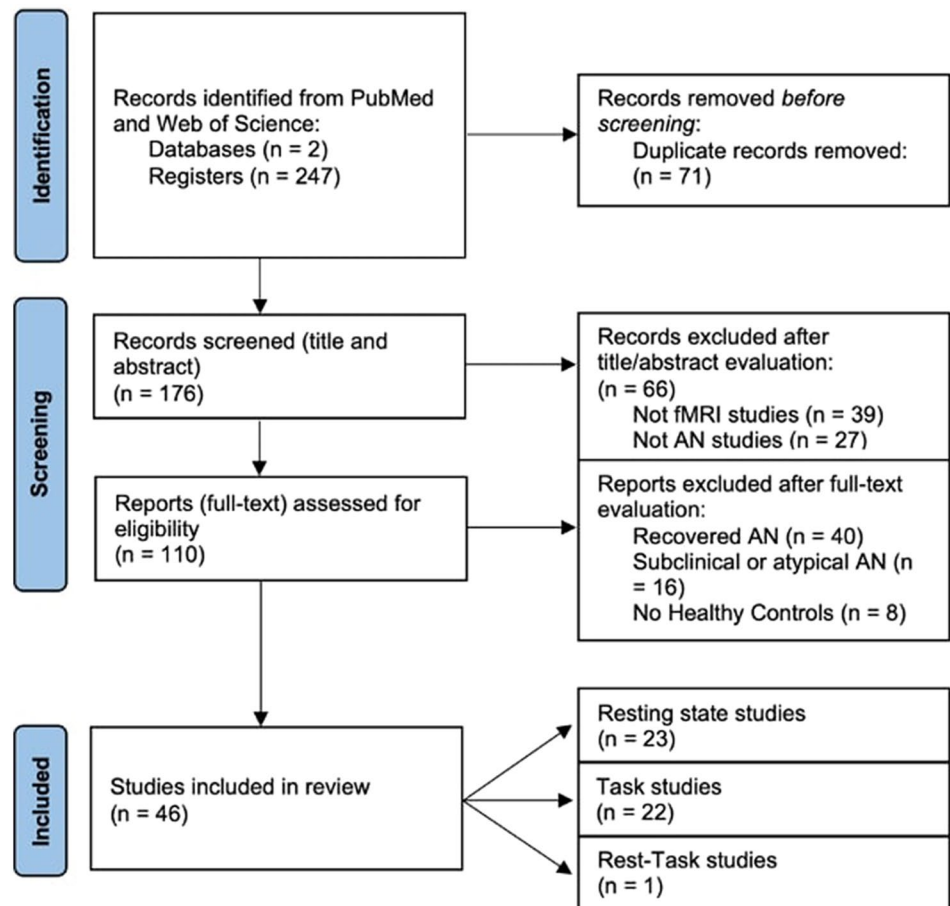 Identification
Records identified from PubMed
and Web of Science:
Databases (n = 2)
Registers (n = 247)
Records removed before
screening:
Duplicate records removed:
(n = 71)
Screening
Records screened (title and
abstract)
(n = 176)
Records excluded after
title/abstract evaluation:
(n = 66)
Not fMRI studies (n = 39)
Not AN studies (n = 27)
Reports (full-text) assessed for
eligibility
(n = 110)
Reports excluded after full-text
evaluation:
Recovered AN (n = 40)
Subclinical or atypical AN (n
= 16)
No Healthy Controls (n = 8)
Included
Studies included in review
(n = 46)
Resting state studies
(n = 23)
Task studies
(n = 22)
Rest-Task studies
(n = 1)